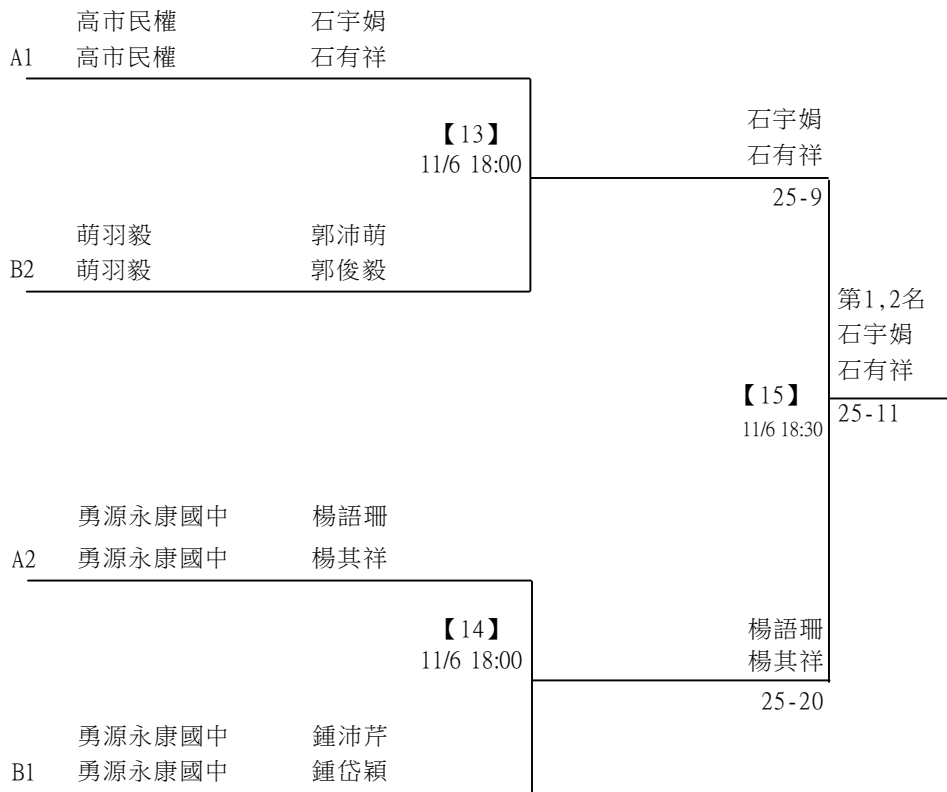 高市民權 石宇娟
A1 高市民權 石有祥
石宇娟
【13】
石有祥
11/6 18:00
25-9
萌羽毅 郭沛萌
B2 萌羽毅 郭俊毅
第1,2名
石宇娟
石有祥
【15】
25-11
11/6 18:30
勇源永康國中 楊語珊
A2 勇源永康國中 楊其祥
【14】
楊語珊
11/6 18:00
楊其祥
25-20
勇源永康國中 鍾沛芹
B1 勇源永康國中 鍾岱穎